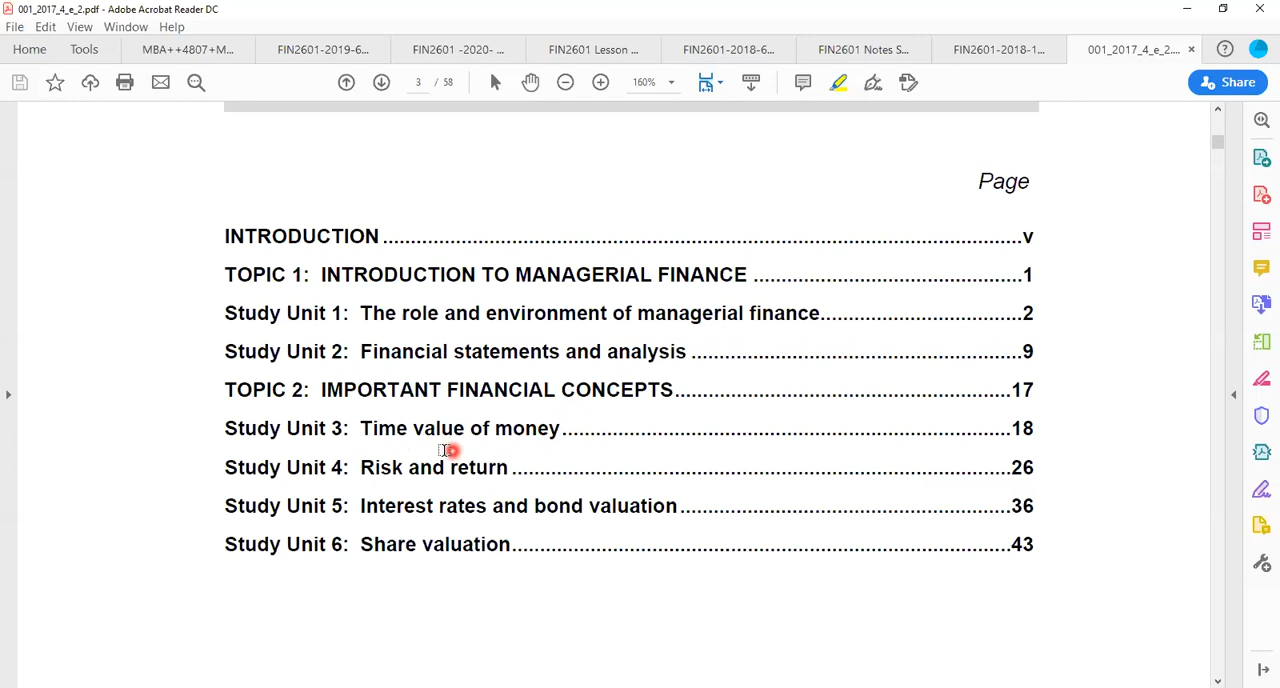 001_2017_4_e_2.pdf - Adobe Acrobat Reader DC
File Edit View Window Help
Home Tools MBA++4807+M... FIN2601-2019-6... FIN2601 -2020- ... FIN2601 Lesson ... FIN2601-2018-6... FIN2601 Notes S... FIN2601-2018-1... 001_2017_4_e_2....
3 / 58 160% Share
Page
INTRODUCTION ........................................................................................................................v
TOPIC 1: INTRODUCTION TO MANAGERIAL FINANCE ..................................................1
Study Unit 1: The role and environment of managerial finance.....................................2
Study Unit 2: Financial statements and analysis ............................................................9
TOPIC 2: IMPORTANT FINANCIAL CONCEPTS..............................................................17
Study Unit 3: Time value of money..................................................................................18
Study Unit 4: Risk and return ...........................................................................................26
Study Unit 5: Interest rates and bond valuation.............................................................36
Study Unit 6: Share valuation...........................................................................................43